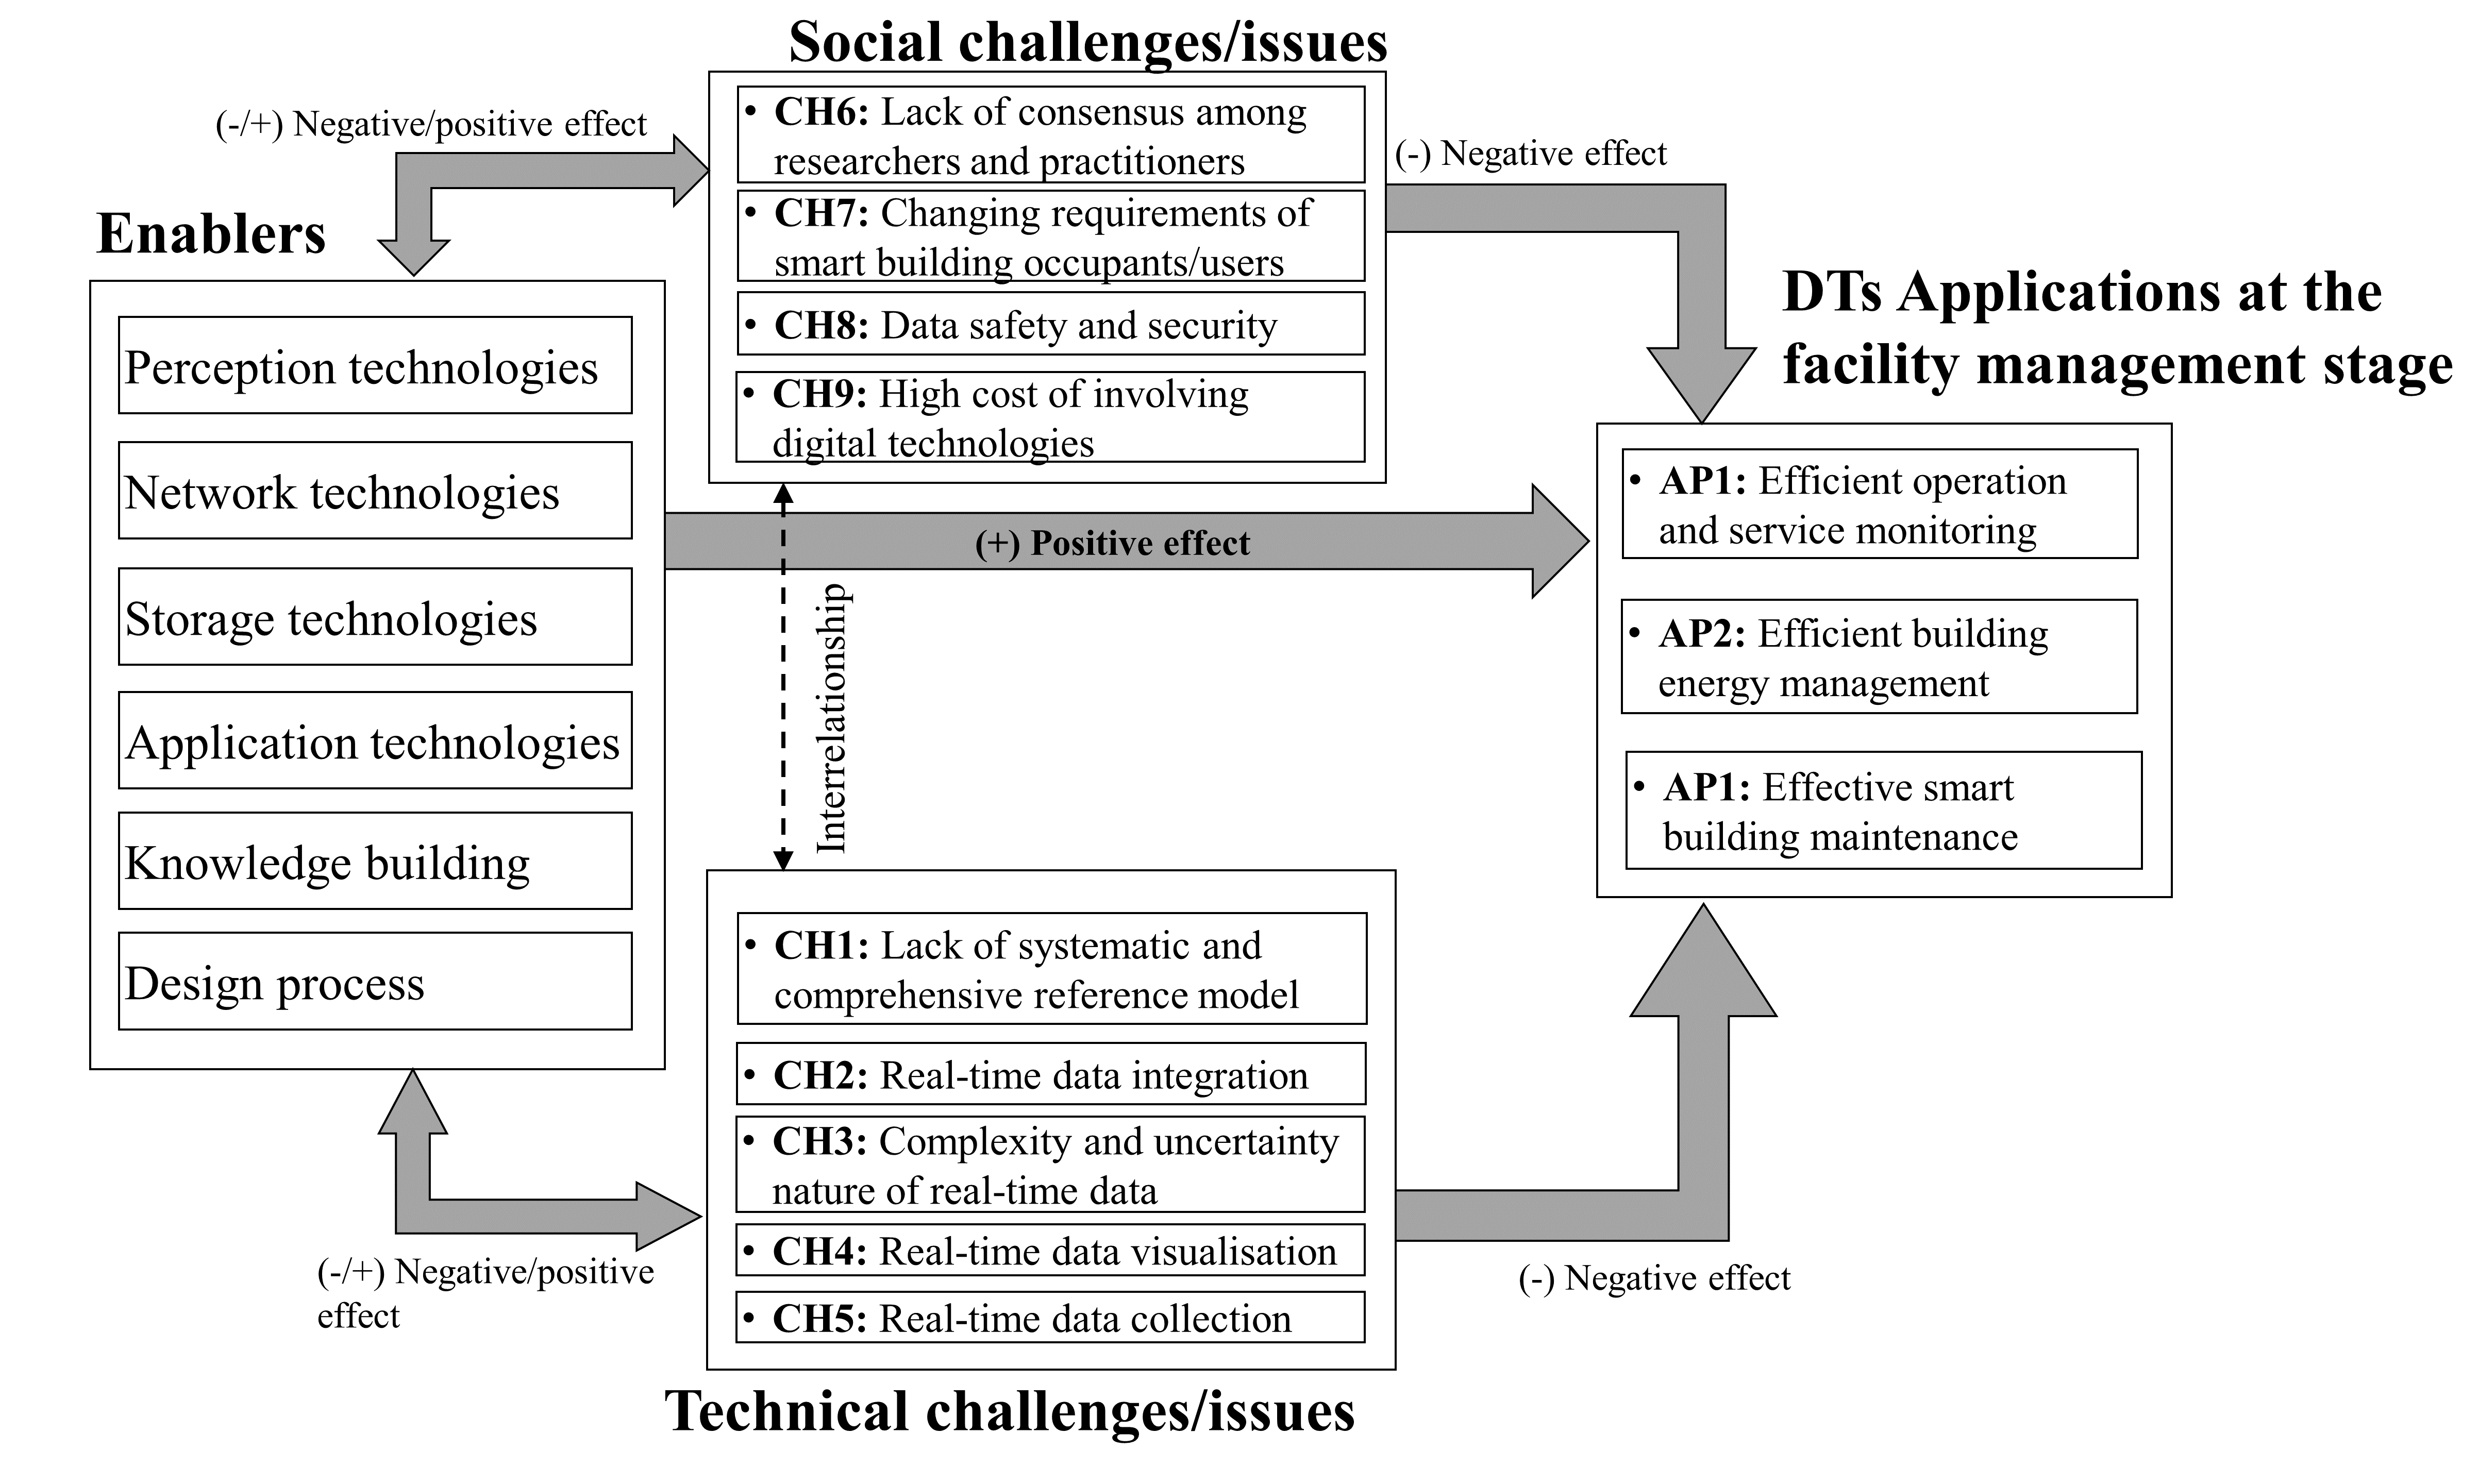 Social challenges/issues
(-/+) Negative/positive effect
• CH6: Lack of consensus among
researchers and practitioners
• CH7: Changing requirements of
smart building occupants/users
• CH8: Data safety and security
• CH9: High cost of involving
digital technologies
(-) Negative effect
Enablers
Perception technologies
Network technologies
Storage technologies
Application technologies
Knowledge building
Design process
(+) Positive effect
Interrelationship
DTs Applications at the
facility management stage
• AP1: Efficient operation
and service monitoring
• AP2: Efficient building
energy management
• AP1: Effective smart
building maintenance
• CH1: Lack of systematic and
comprehensive reference model
• CH2: Real-time data integration
• CH3: Complexity and uncertainty
nature of real-time data
• CH4: Real-time data visualisation
• CH5: Real-time data collection
(-/+) Negative/positive
effect
(-) Negative effect
Technical challenges/issues